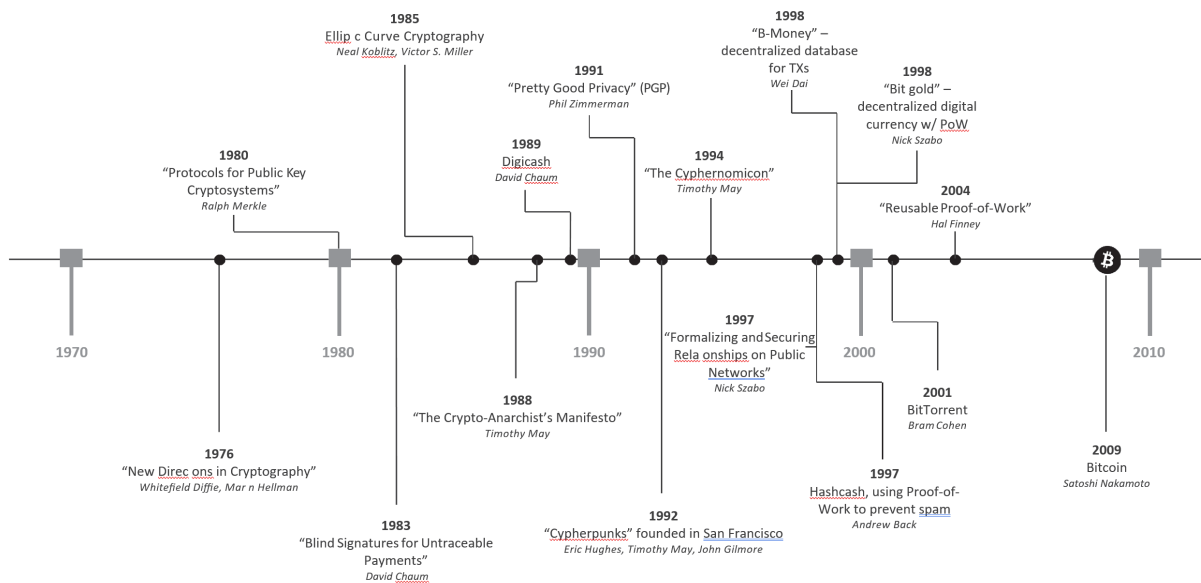 1985
Ellip c Curve Cryptography
Neal Koblitz, Victor S. Miller
1998
“B-Money” –
decentralized database
for TXs
Wei Dai
1991
“Pretty Good Privacy” (PGP)
Phil Zimmerman
1998
“Bit gold” –
decentralized digital
currency w/ PoW
Nick Szabo
1980
“Protocols for Public Key
Cryptosystems”
Ralph Merkle
1989
Digicash
David Chaum
1994
“The Cyphernomicon”
Timothy May
2004
“Reusable Proof-of-Work”
Hal Finney
1970
1980
1990
2000
2010
1997
“Formalizing and Securing
Rela onships on Public
Networks”
Nick Szabo
1988
“The Crypto-Anarchist’s Manifesto”
Timothy May
2001
BitTorrent
Bram Cohen
1976
“New Direc ons in Cryptography”
Whitefield Diffie, Mar n Hellman
2009
Bitcoin
Satoshi Nakamoto
1997
Hashcash, using Proof-of-
Work to prevent spam
Andrew Back
1983
“Blind Signatures for Untraceable
Payments”
David Chaum
1992
“Cypherpunks” founded in San Francisco
Eric Hughes, Timothy May, John Gilmore